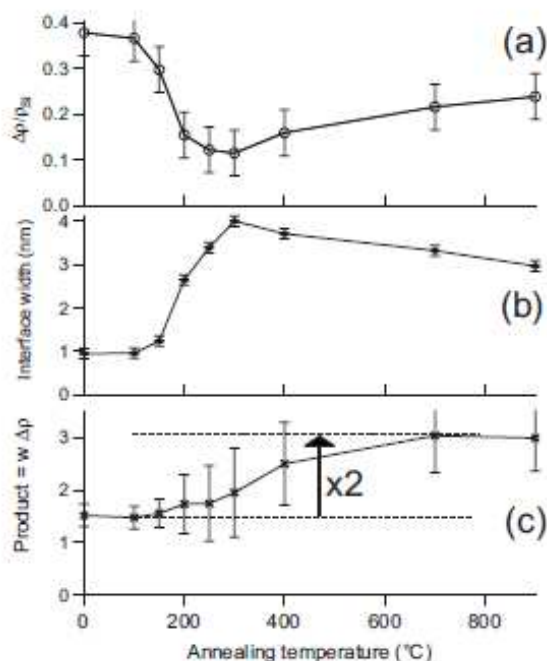 0.4
0.3
0.2
0.1
0.0
Δρ/ρSi
(a)
4
3
2
1
0
Interface width (nm)
(b)
3
2
1
0
Product = w Δρ
x2
(c)
0
200
400
600
800
Annealing temperature (°C)